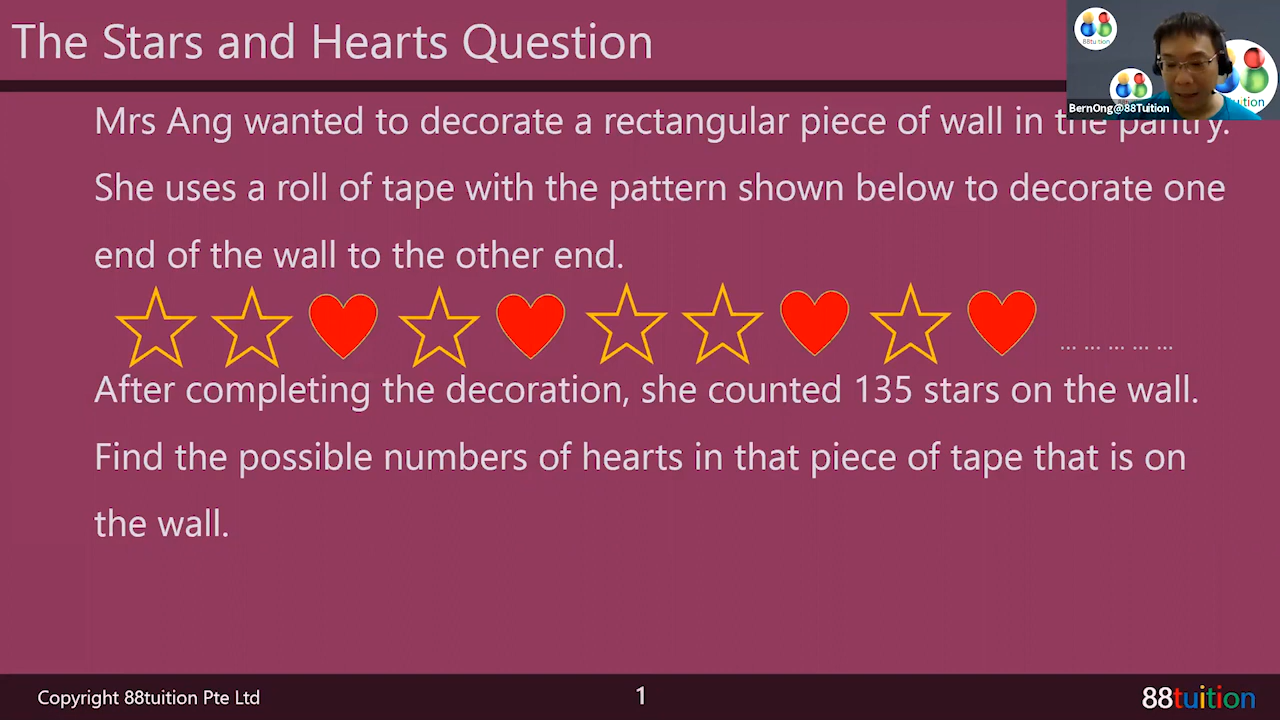 The Stars and Hearts Question
88tuition
BernOng@88Tuition
Mrs Ang wanted to decorate a rectangular piece of wall in the pantry.
She uses a roll of tape with the pattern shown below to decorate one
end of the wall to the other end.
... ... ... ... ...
After completing the decoration, she counted 135 stars on the wall.
Find the possible numbers of hearts in that piece of tape that is on
the wall.
Copyright 88tuition Pte Ltd
1
88tuition